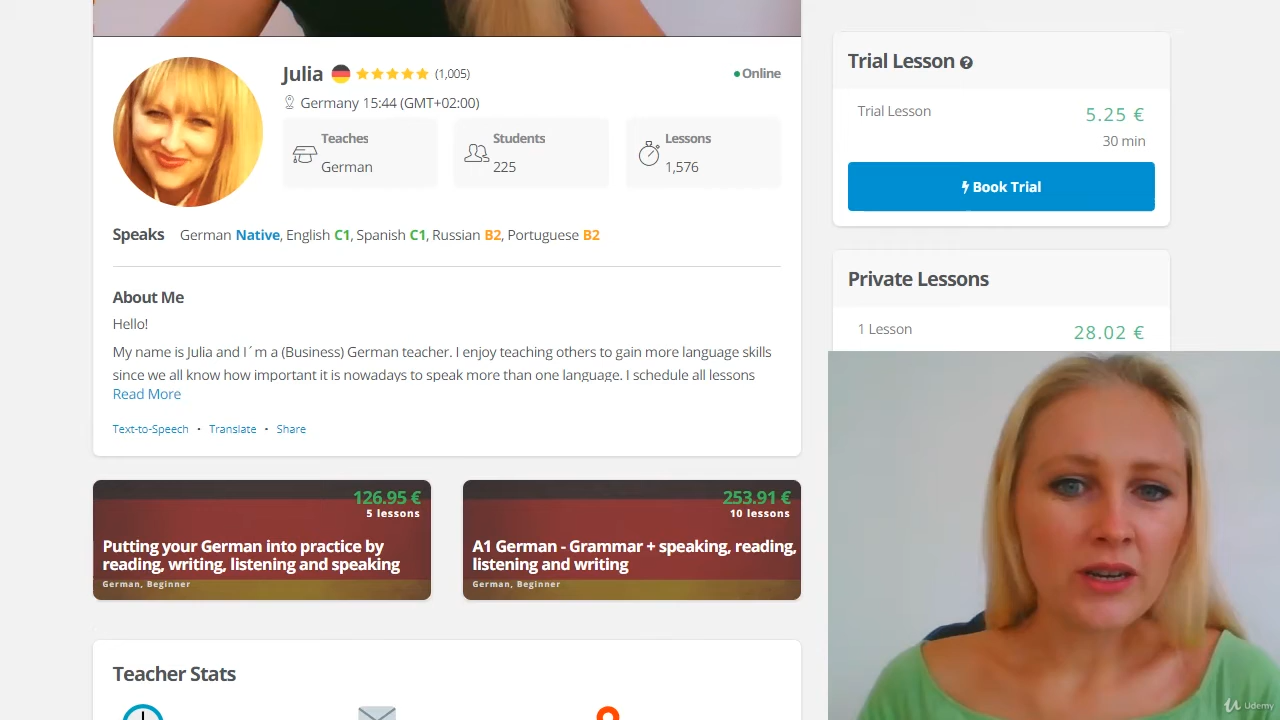 Julia
(1,005)
Online
Germany 15:44 (GMT+02:00)
Teaches
German
Students
225
Lessons
1,576
Speaks German Native, English C1, Spanish C1, Russian B2, Portuguese B2
About Me
Hello!
My name is Julia and I´m a (Business) German teacher. I enjoy teaching others to gain more language skills
since we all know how important it is nowadays to speak more than one language. I schedule all lessons
Read More
Text-to-Speech • Translate • Share
126.95 €
5 lessons
Putting your German into practice by
reading, writing, listening and speaking
German, Beginner
253.91 €
10 lessons
A1 German - Grammar + speaking, reading,
listening and writing
German, Beginner
Teacher Stats
Trial Lesson
Trial Lesson 5.25 €
30 min
Book Trial
Private Lessons
1 Lesson 28.02 €
Udemy